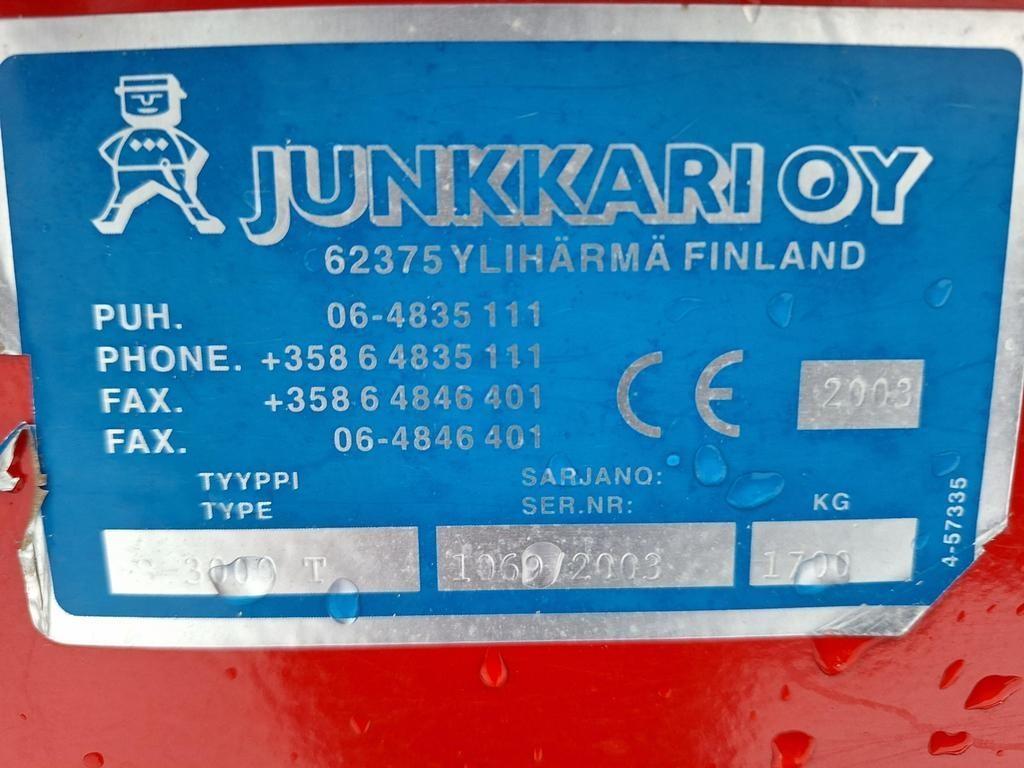 JUNKKARI OY
62375 YLIHÄRMÄ FINLAND
PUH. 06-4835 111
PHONE. +358 6 4835 111
FAX. +358 6 4846 401
FAX. 06-4846 401
CE 2003
TYYPPI SARJANO:
TYPE SER.NR: KG
T 1700
4-57335